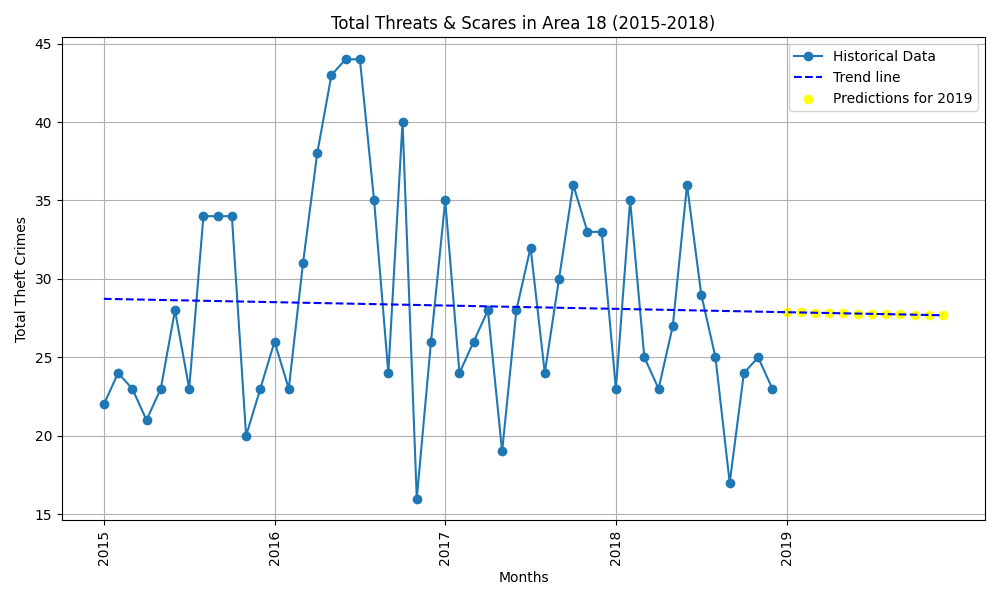 Total Threats & Scares in Area 18 (2015-2018)
Historical Data
Trend line
Predictions for 2019
Total Theft Crimes
45
40
35
30
25
20
15
2015
2016
2017
2018
2019
Months